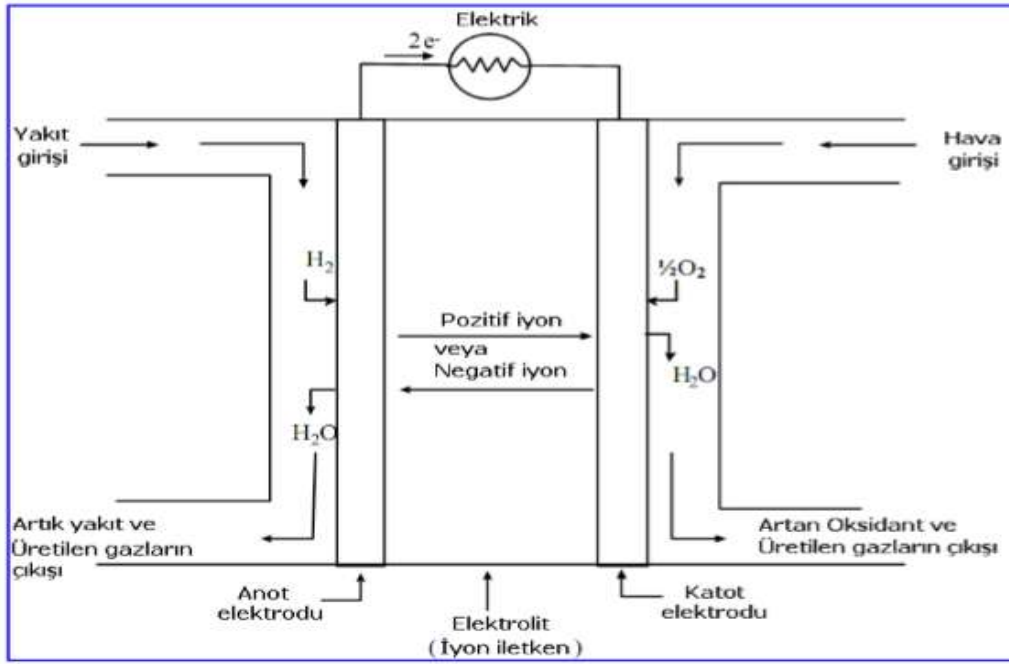 Elektrik
2e-
Yakıt
girişi
Hava
girişi
H₂
½O₂
Pozitif iyon
veya
Negatif iyon
H₂O
H₂O
Artık yakıt ve
Üretilen gazların
çıkışı
Artan Oksidant ve
Üretilen gazların çıkışı
Anot
elektrodu
Katot
elektrodu
Elektrolit
( İyon iletken )